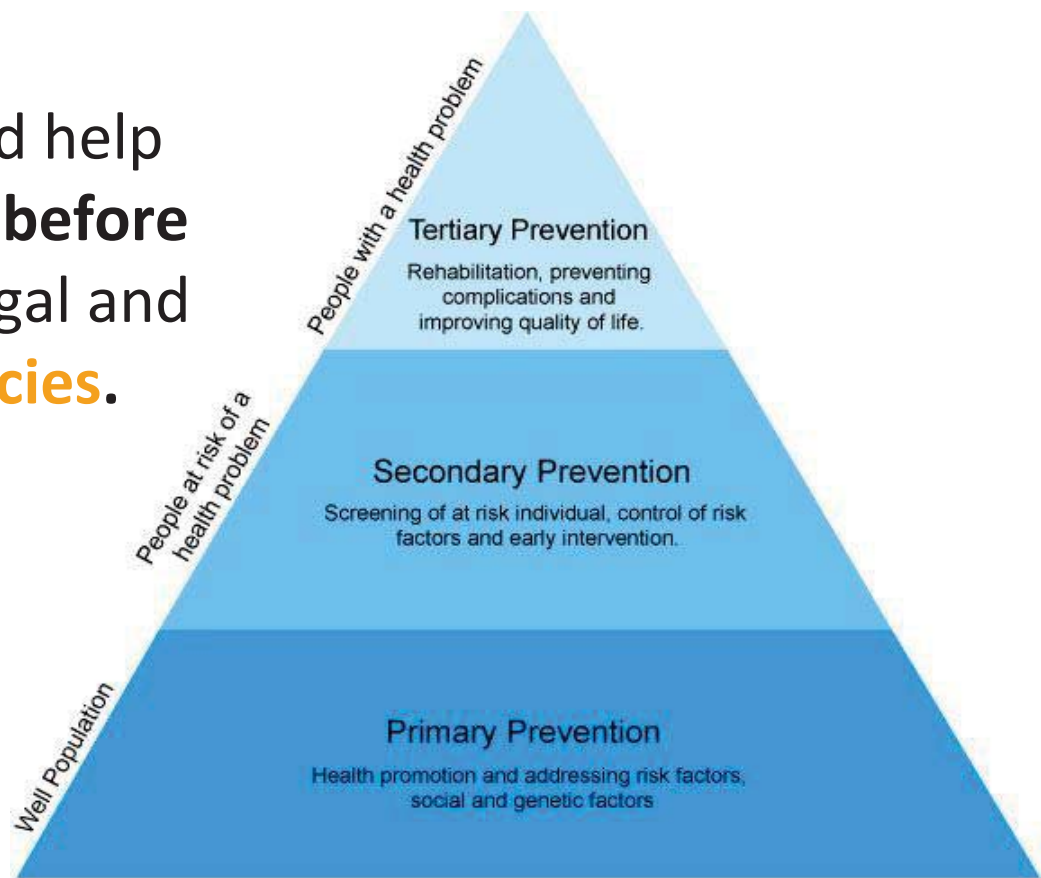 d help
before
gal and
cies.
People with a health problem
Tertiary Prevention
Rehabilitation, preventing
complications and
improving quality of life.
People at risk of a
health problem
Secondary Prevention
Screening of at risk individual, control of risk
factors and early intervention.
Well Population
Primary Prevention
Health promotion and addressing risk factors,
social and genetic factors